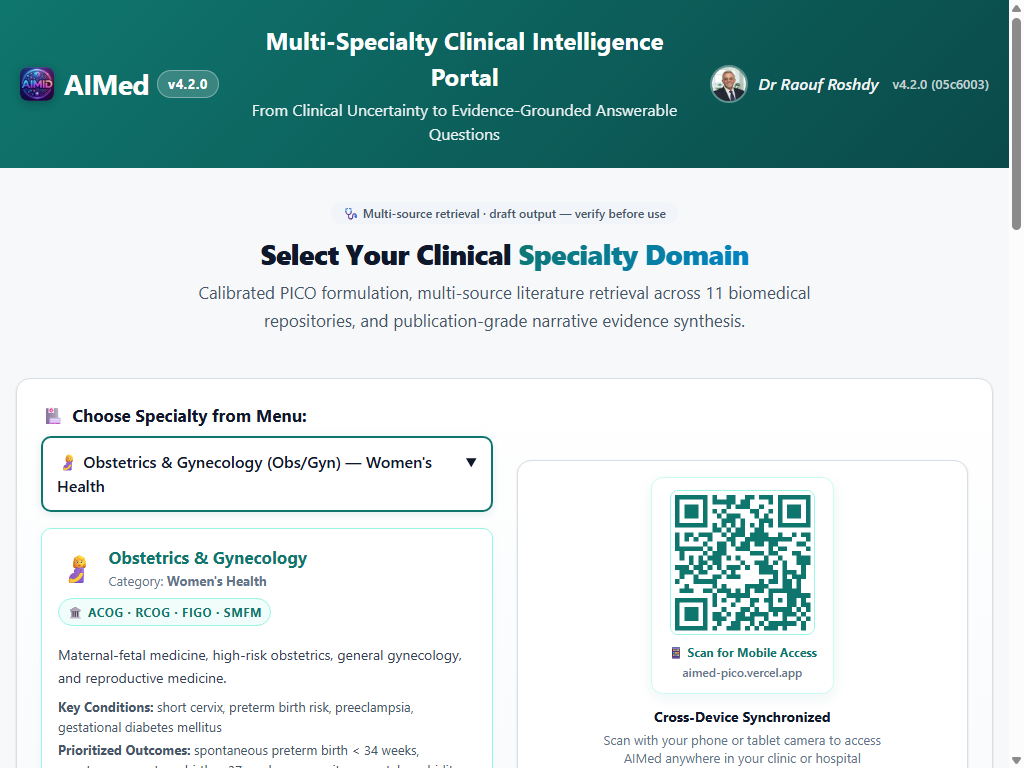 AIMID
AIMed
v4.2.0
Multi-Specialty Clinical Intelligence
Portal
From Clinical Uncertainty to Evidence-Grounded Answerable
Questions
Dr Raouf Roshdy
v4.2.0 (05c6003)
Multi-source retrieval · draft output — verify before use
Select Your Clinical Specialty Domain
Calibrated PICO formulation, multi-source literature retrieval across 11 biomedical
repositories, and publication-grade narrative evidence synthesis.
Choose Specialty from Menu:
Obstetrics & Gynecology (Obs/Gyn) — Women's
Health
Obstetrics & Gynecology
Category: Women's Health
ACOG · RCOG · FIGO · SMFM
Maternal-fetal medicine, high-risk obstetrics, general gynecology,
and reproductive medicine.
Key Conditions: short cervix, preterm birth risk, preeclampsia,
gestational diabetes mellitus
Prioritized Outcomes: spontaneous preterm birth < 34 weeks,
Scan for Mobile Access
aimed-pico.vercel.app
Cross-Device Synchronized
Scan with your phone or tablet camera to access
AIMed anywhere in your clinic or hospital